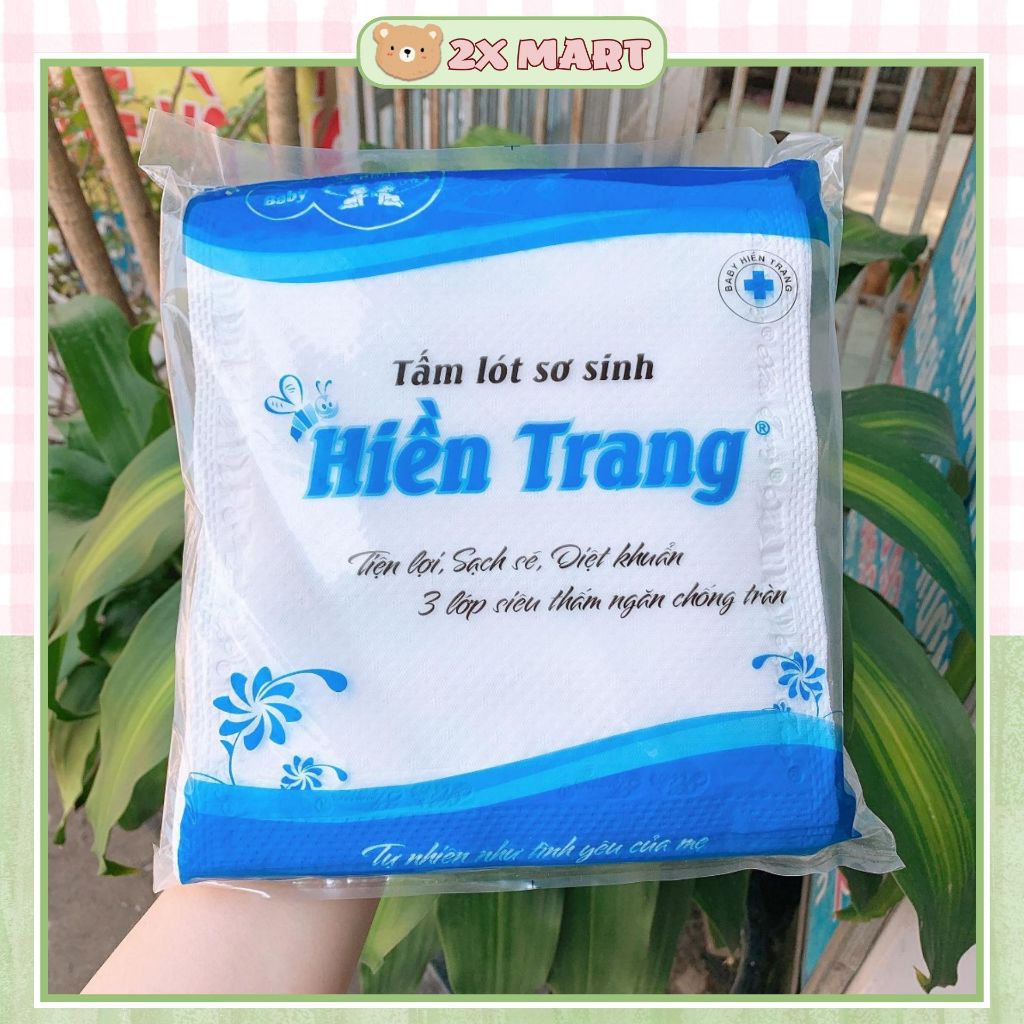 2X MART
Baby
BABY HIỀN TRANG
Tấm lót sơ sinh
Hiền Trang®
Tiện lợi, Sạch sẽ, Diệt khuẩn
3 lớp siêu thấm ngăn chống tràn
Tự nhiên như tình yêu của mẹ